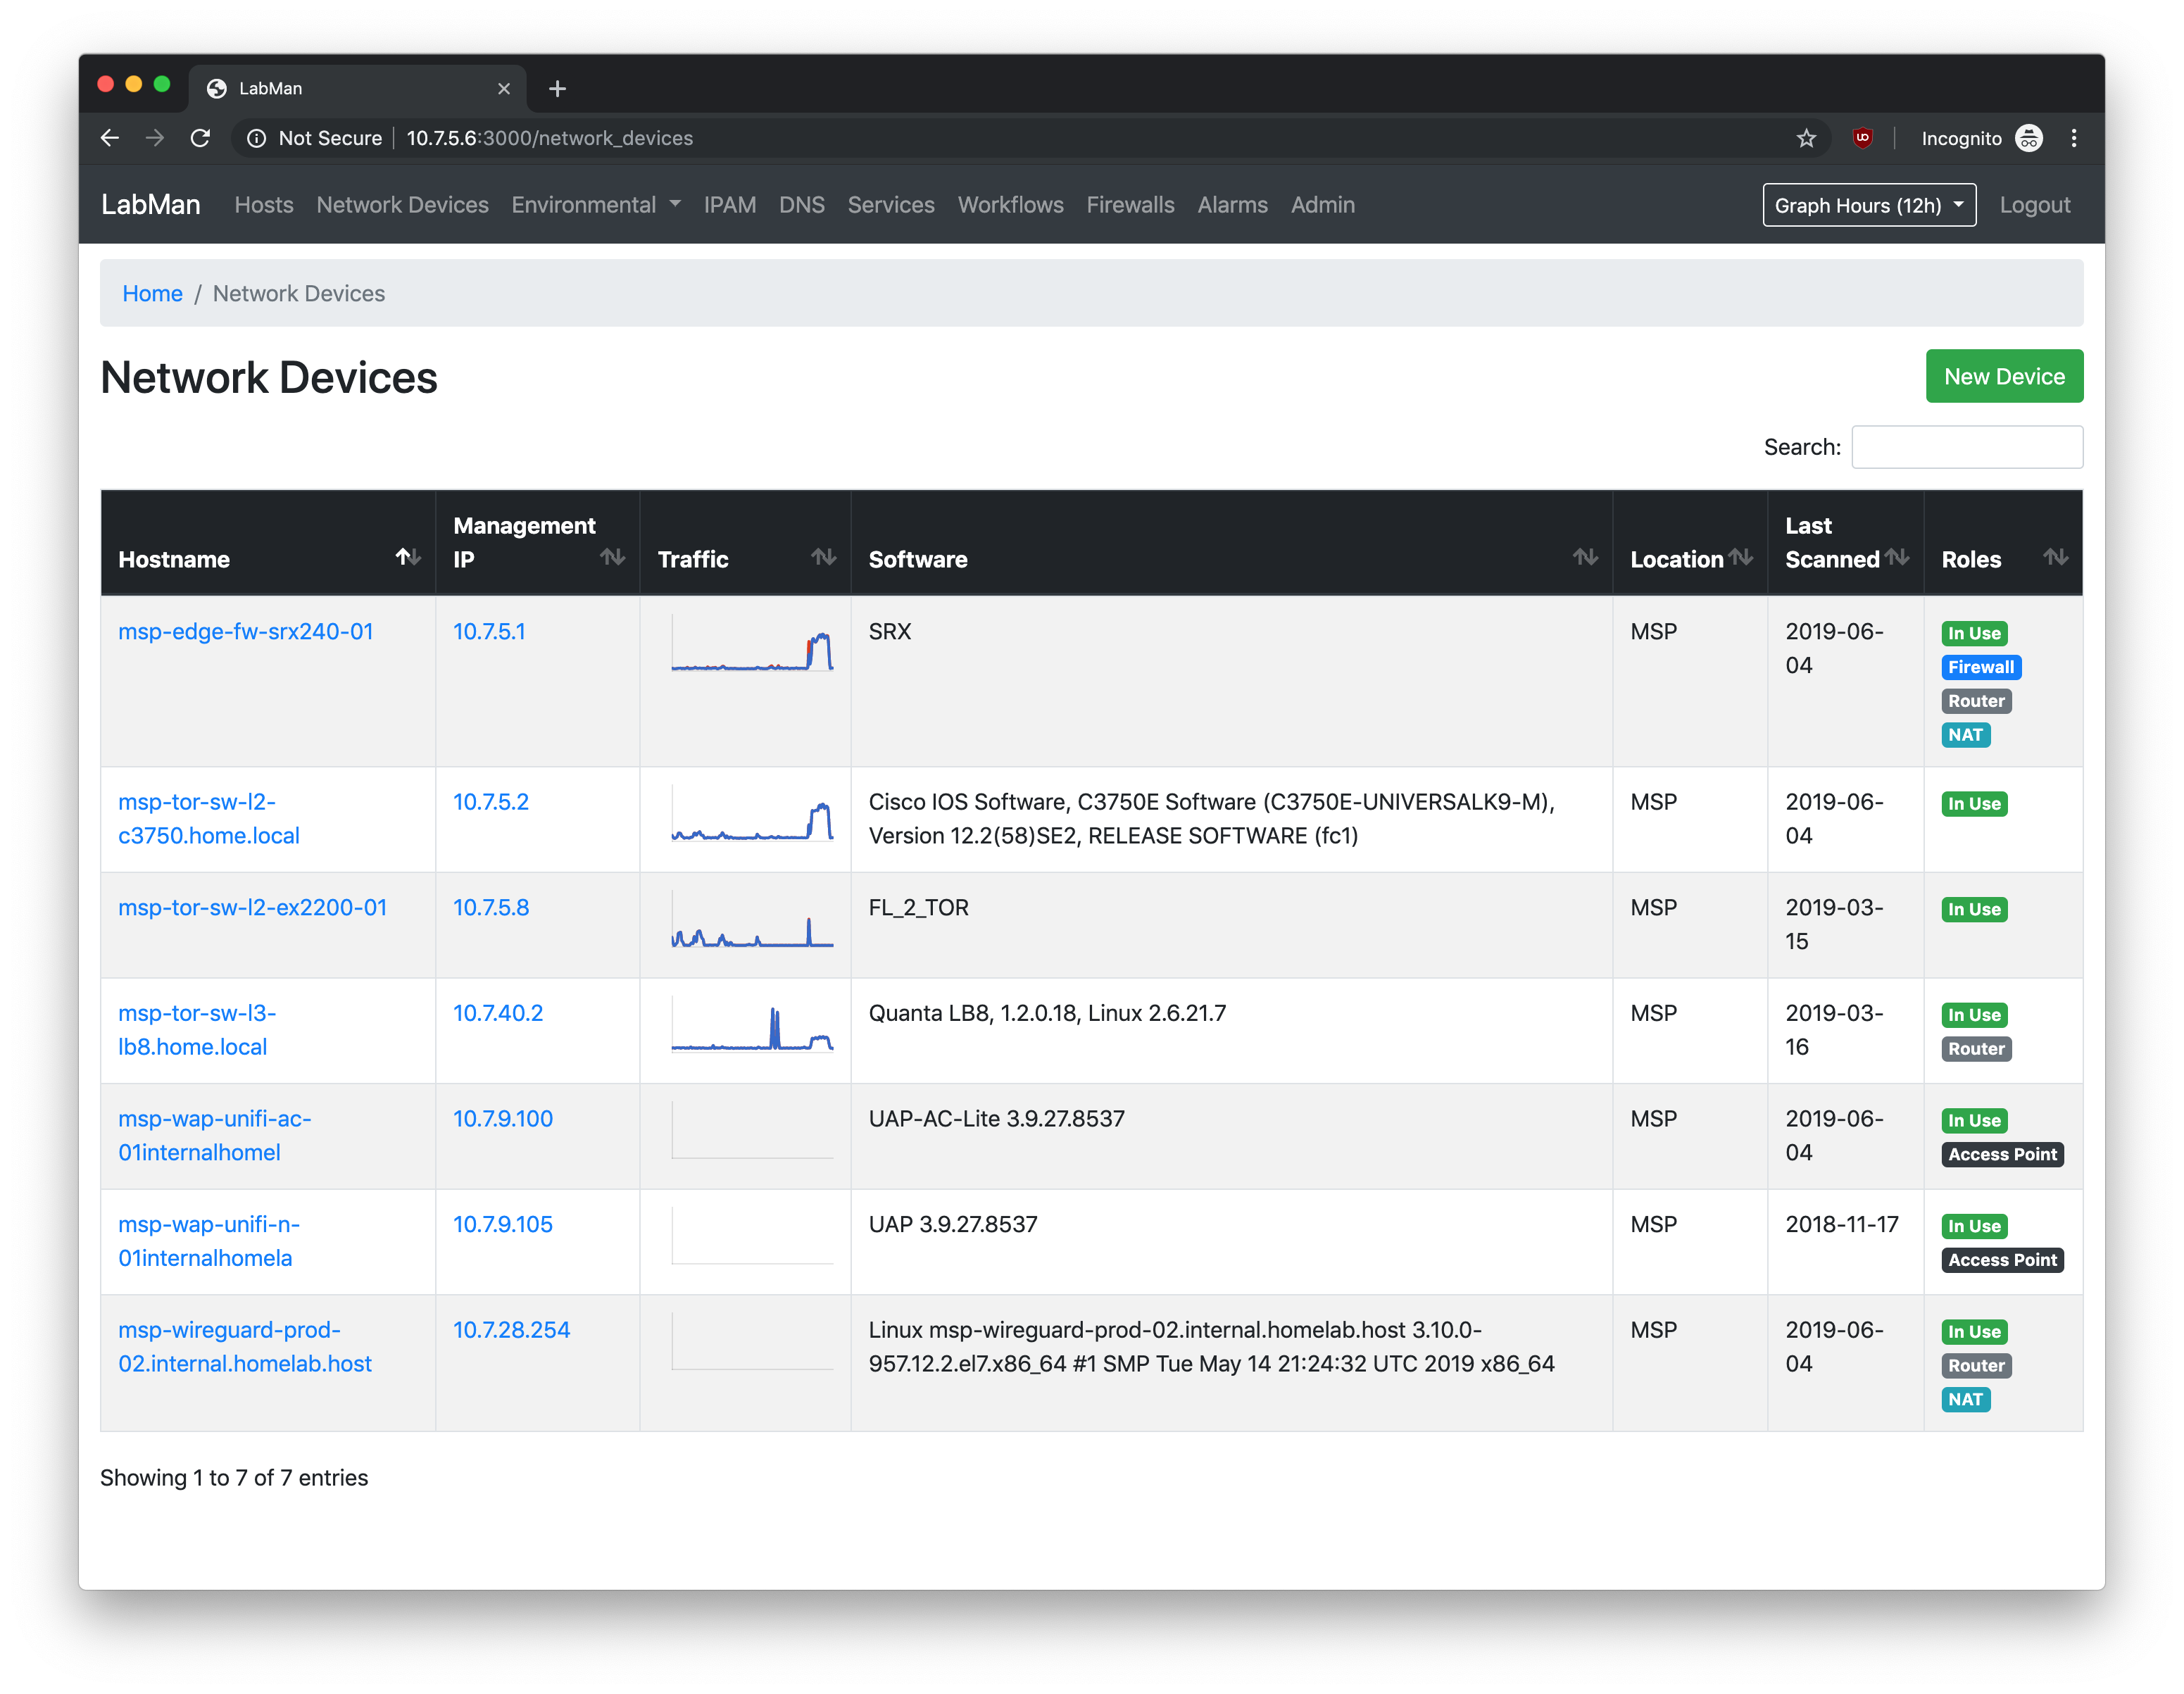 LabMan
Not Secure 10.7.5.6:3000/network_devices Incognito
LabMan Hosts Network Devices Environmental IPAM DNS Services Workflows Firewalls Alarms Admin Graph Hours (12h) Logout
Home / Network Devices
Network Devices
New Device
Search:
Hostname Management IP Traffic Software Location Last Scanned Roles
msp-edge-fw-srx240-01 10.7.5.1 SRX MSP 2019-06- In Use
04 Firewall
Router
NAT
msp-tor-sw-l2- 10.7.5.2 Cisco IOS Software, C3750E Software (C3750E-UNIVERSALK9-M), MSP 2019-06- In Use
c3750.home.local Version 12.2(58)SE2, RELEASE SOFTWARE (fc1) 04
msp-tor-sw-l2-ex2200-01 10.7.5.8 FL_2_TOR MSP 2019-03- In Use
15
msp-tor-sw-l3- 10.7.40.2 Quanta LB8, 1.2.0.18, Linux 2.6.21.7 MSP 2019-03- In Use
lb8.home.local 16 Router
msp-wap-unifi-ac- 10.7.9.100 UAP-AC-Lite 3.9.27.8537 MSP 2019-06- In Use
01internalhomel 04 Access Point
msp-wap-unifi-n- 10.7.9.105 UAP 3.9.27.8537 MSP 2018-11-17 In Use
01internalhomela Access Point
msp-wireguard-prod- 10.7.28.254 Linux msp-wireguard-prod-02.internal.homelab.host 3.10.0- MSP 2019-06- In Use
02.internal.homelab.host 957.12.2.el7.x86_64 #1 SMP Tue May 14 21:24:32 UTC 2019 x86_64 04 Router
NAT
Showing 1 to 7 of 7 entries